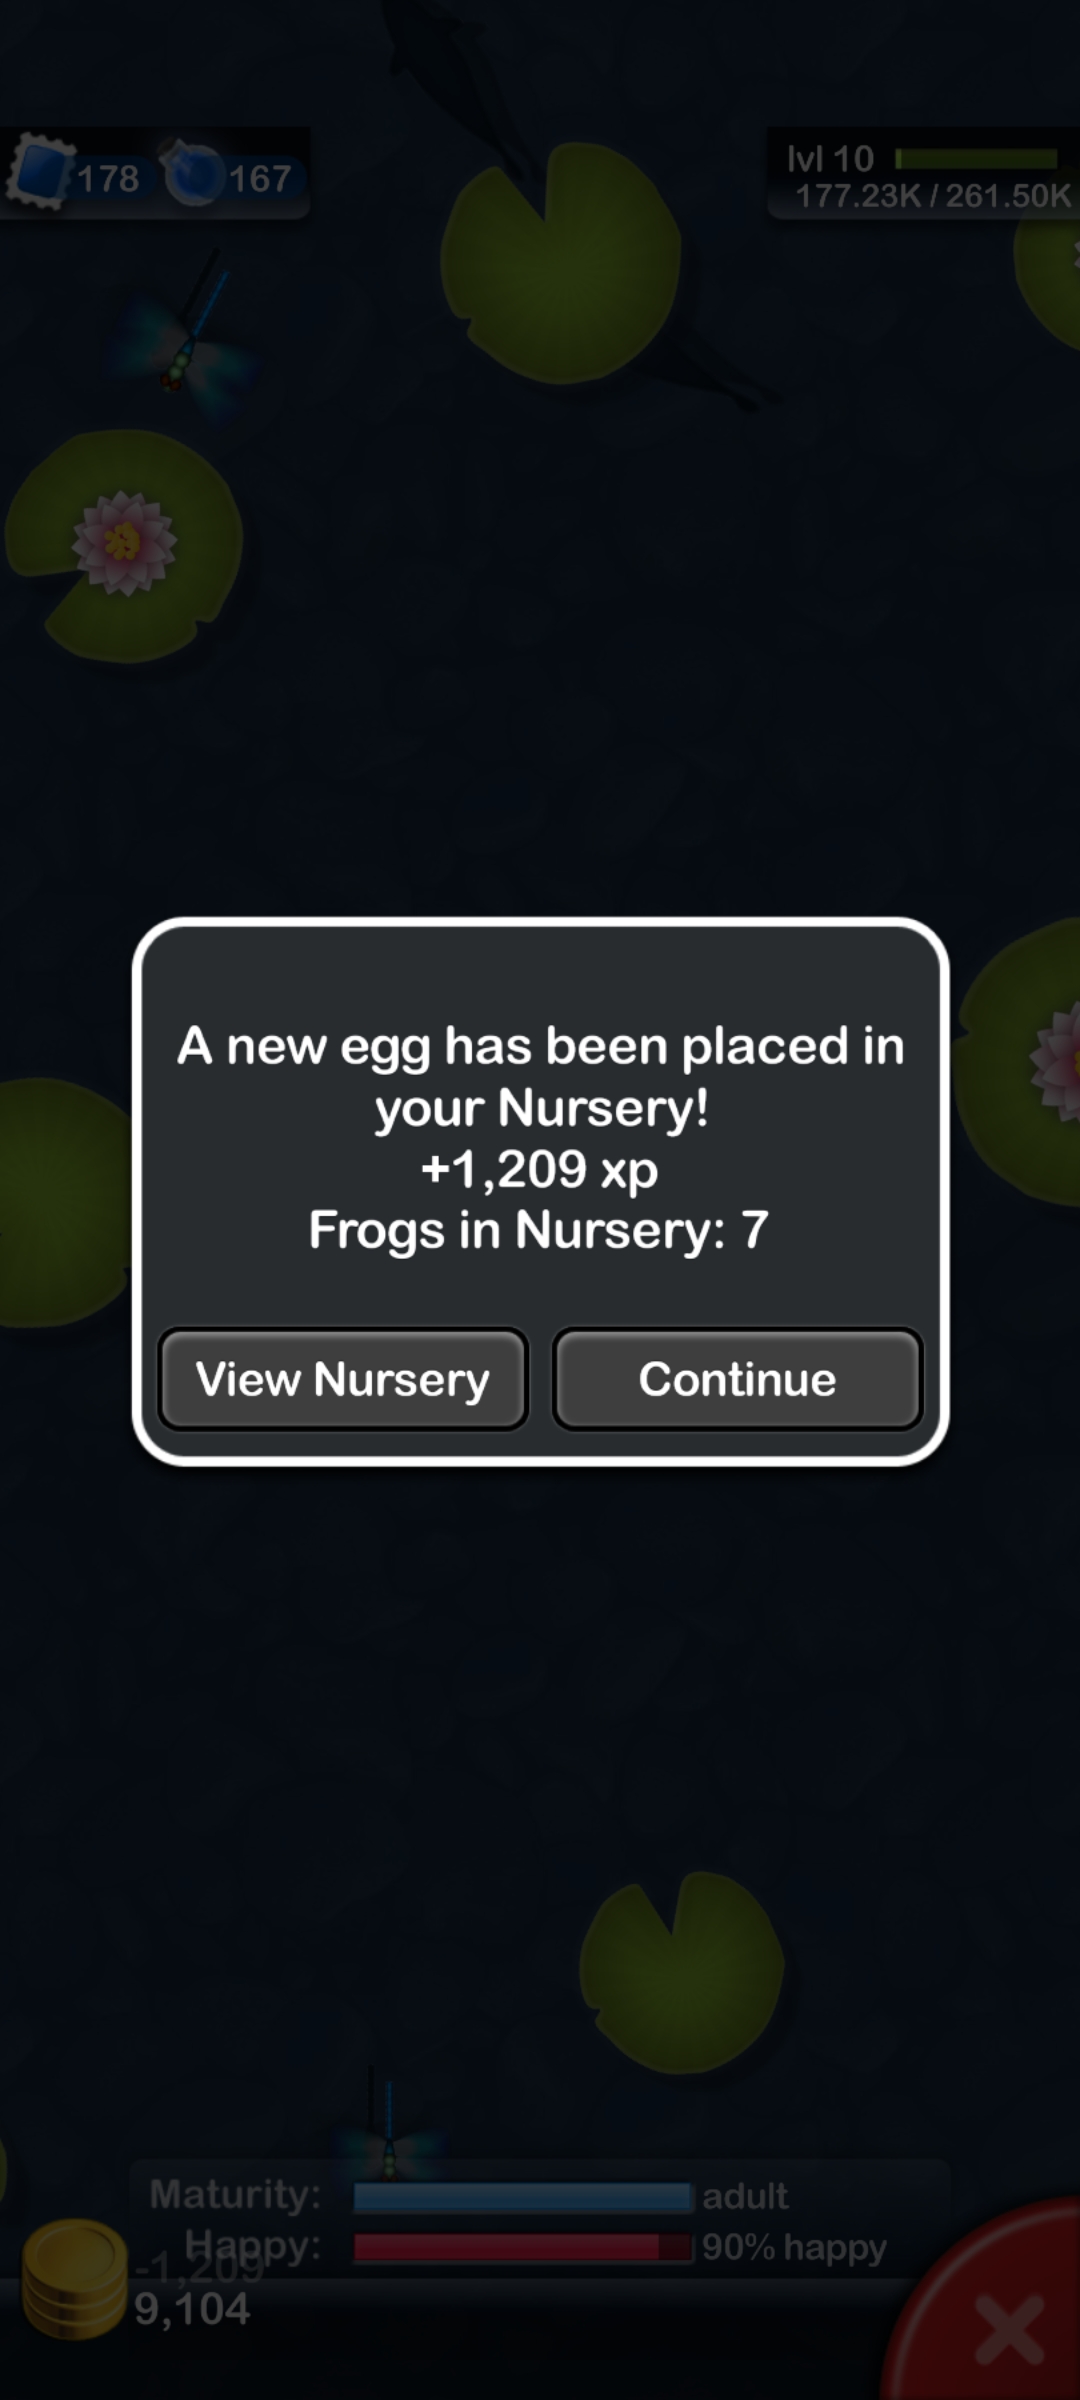 178 167
lvl 10
177.23K / 261.50K
A new egg has been placed in
your Nursery!
+1,209 xp
Frogs in Nursery: 7
View Nursery Continue
Maturity: adult
Happy: 90% happy
-1,209
9,104